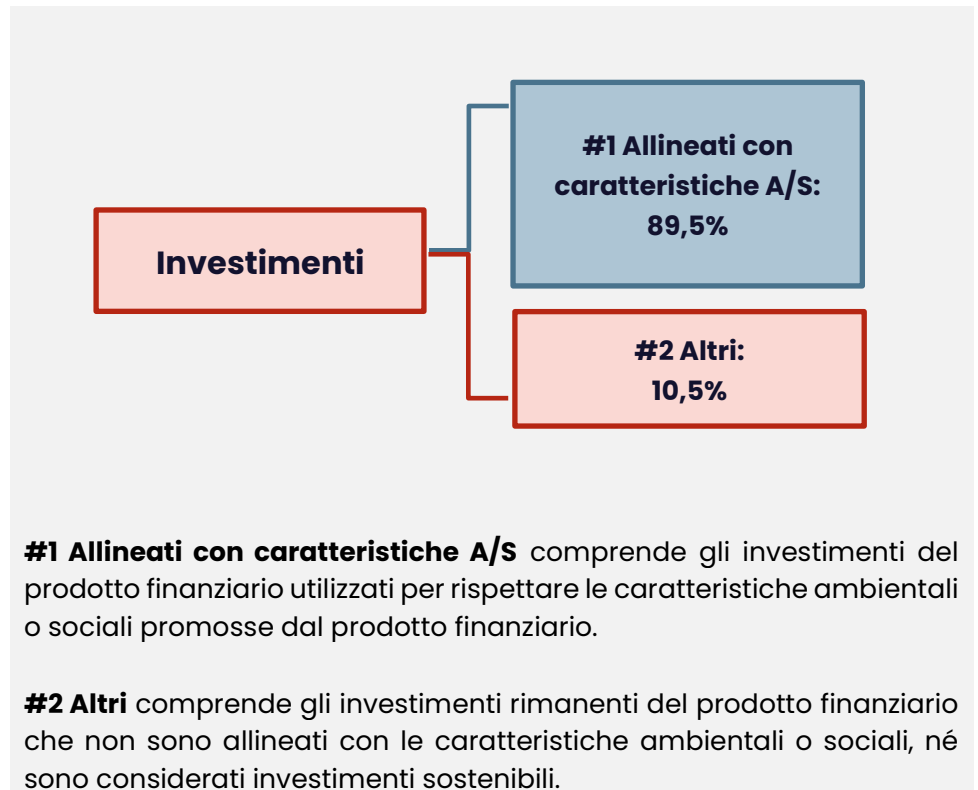 #1 Allineati con
caratteristiche A/S:
89,5%
Investimenti
#2 Altri:
10,5%
#1 Allineati con caratteristiche A/S comprende gli investimenti del
prodotto finanziario utilizzati per rispettare le caratteristiche ambientali
o sociali promosse dal prodotto finanziario.
#2 Altri comprende gli investimenti rimanenti del prodotto finanziario
che non sono allineati con le caratteristiche ambientali o sociali, né
sono considerati investimenti sostenibili.